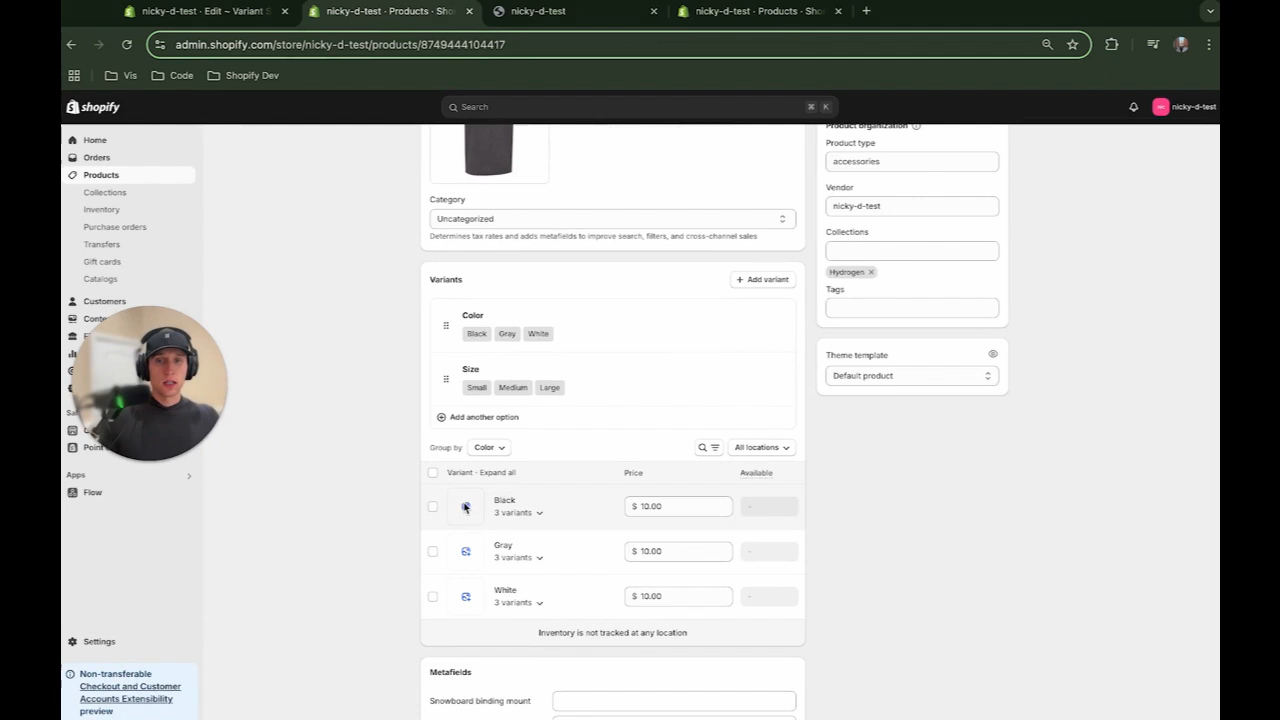 nicky-d-test · Edit ~ Variant S
nicky-d-test · Products · Sho
nicky-d-test
nicky-d-test · Products · Sho
admin.shopify.com/store/nicky-d-test/products/8749444104417
Vis
Code
Shopify Dev
shopify
Search
⌘ K
nicky-d-test
Home
Orders
Products
Collections
Inventory
Purchase orders
Transfers
Gift cards
Catalogs
Customers
Conte
Sa
Point
Apps
Flow
Settings
Non-transferable
Checkout and Customer
Accounts Extensibility
preview
Category
Uncategorized
Determines tax rates and adds metafields to improve search, filters, and cross-channel sales
Variants
+ Add variant
Color
Black Gray White
Size
Small Medium Large
Add another option
Group by Color
All locations
Variant · Expand all Price Available
Black
3 variants
$ 10.00
-
Gray
3 variants
$ 10.00
-
White
3 variants
$ 10.00
-
Inventory is not tracked at any location
Metafields
Snowboard binding mount
Product organization
Product type
accessories
Vendor
nicky-d-test
Collections
Hydrogen
Tags
Theme template
Default product